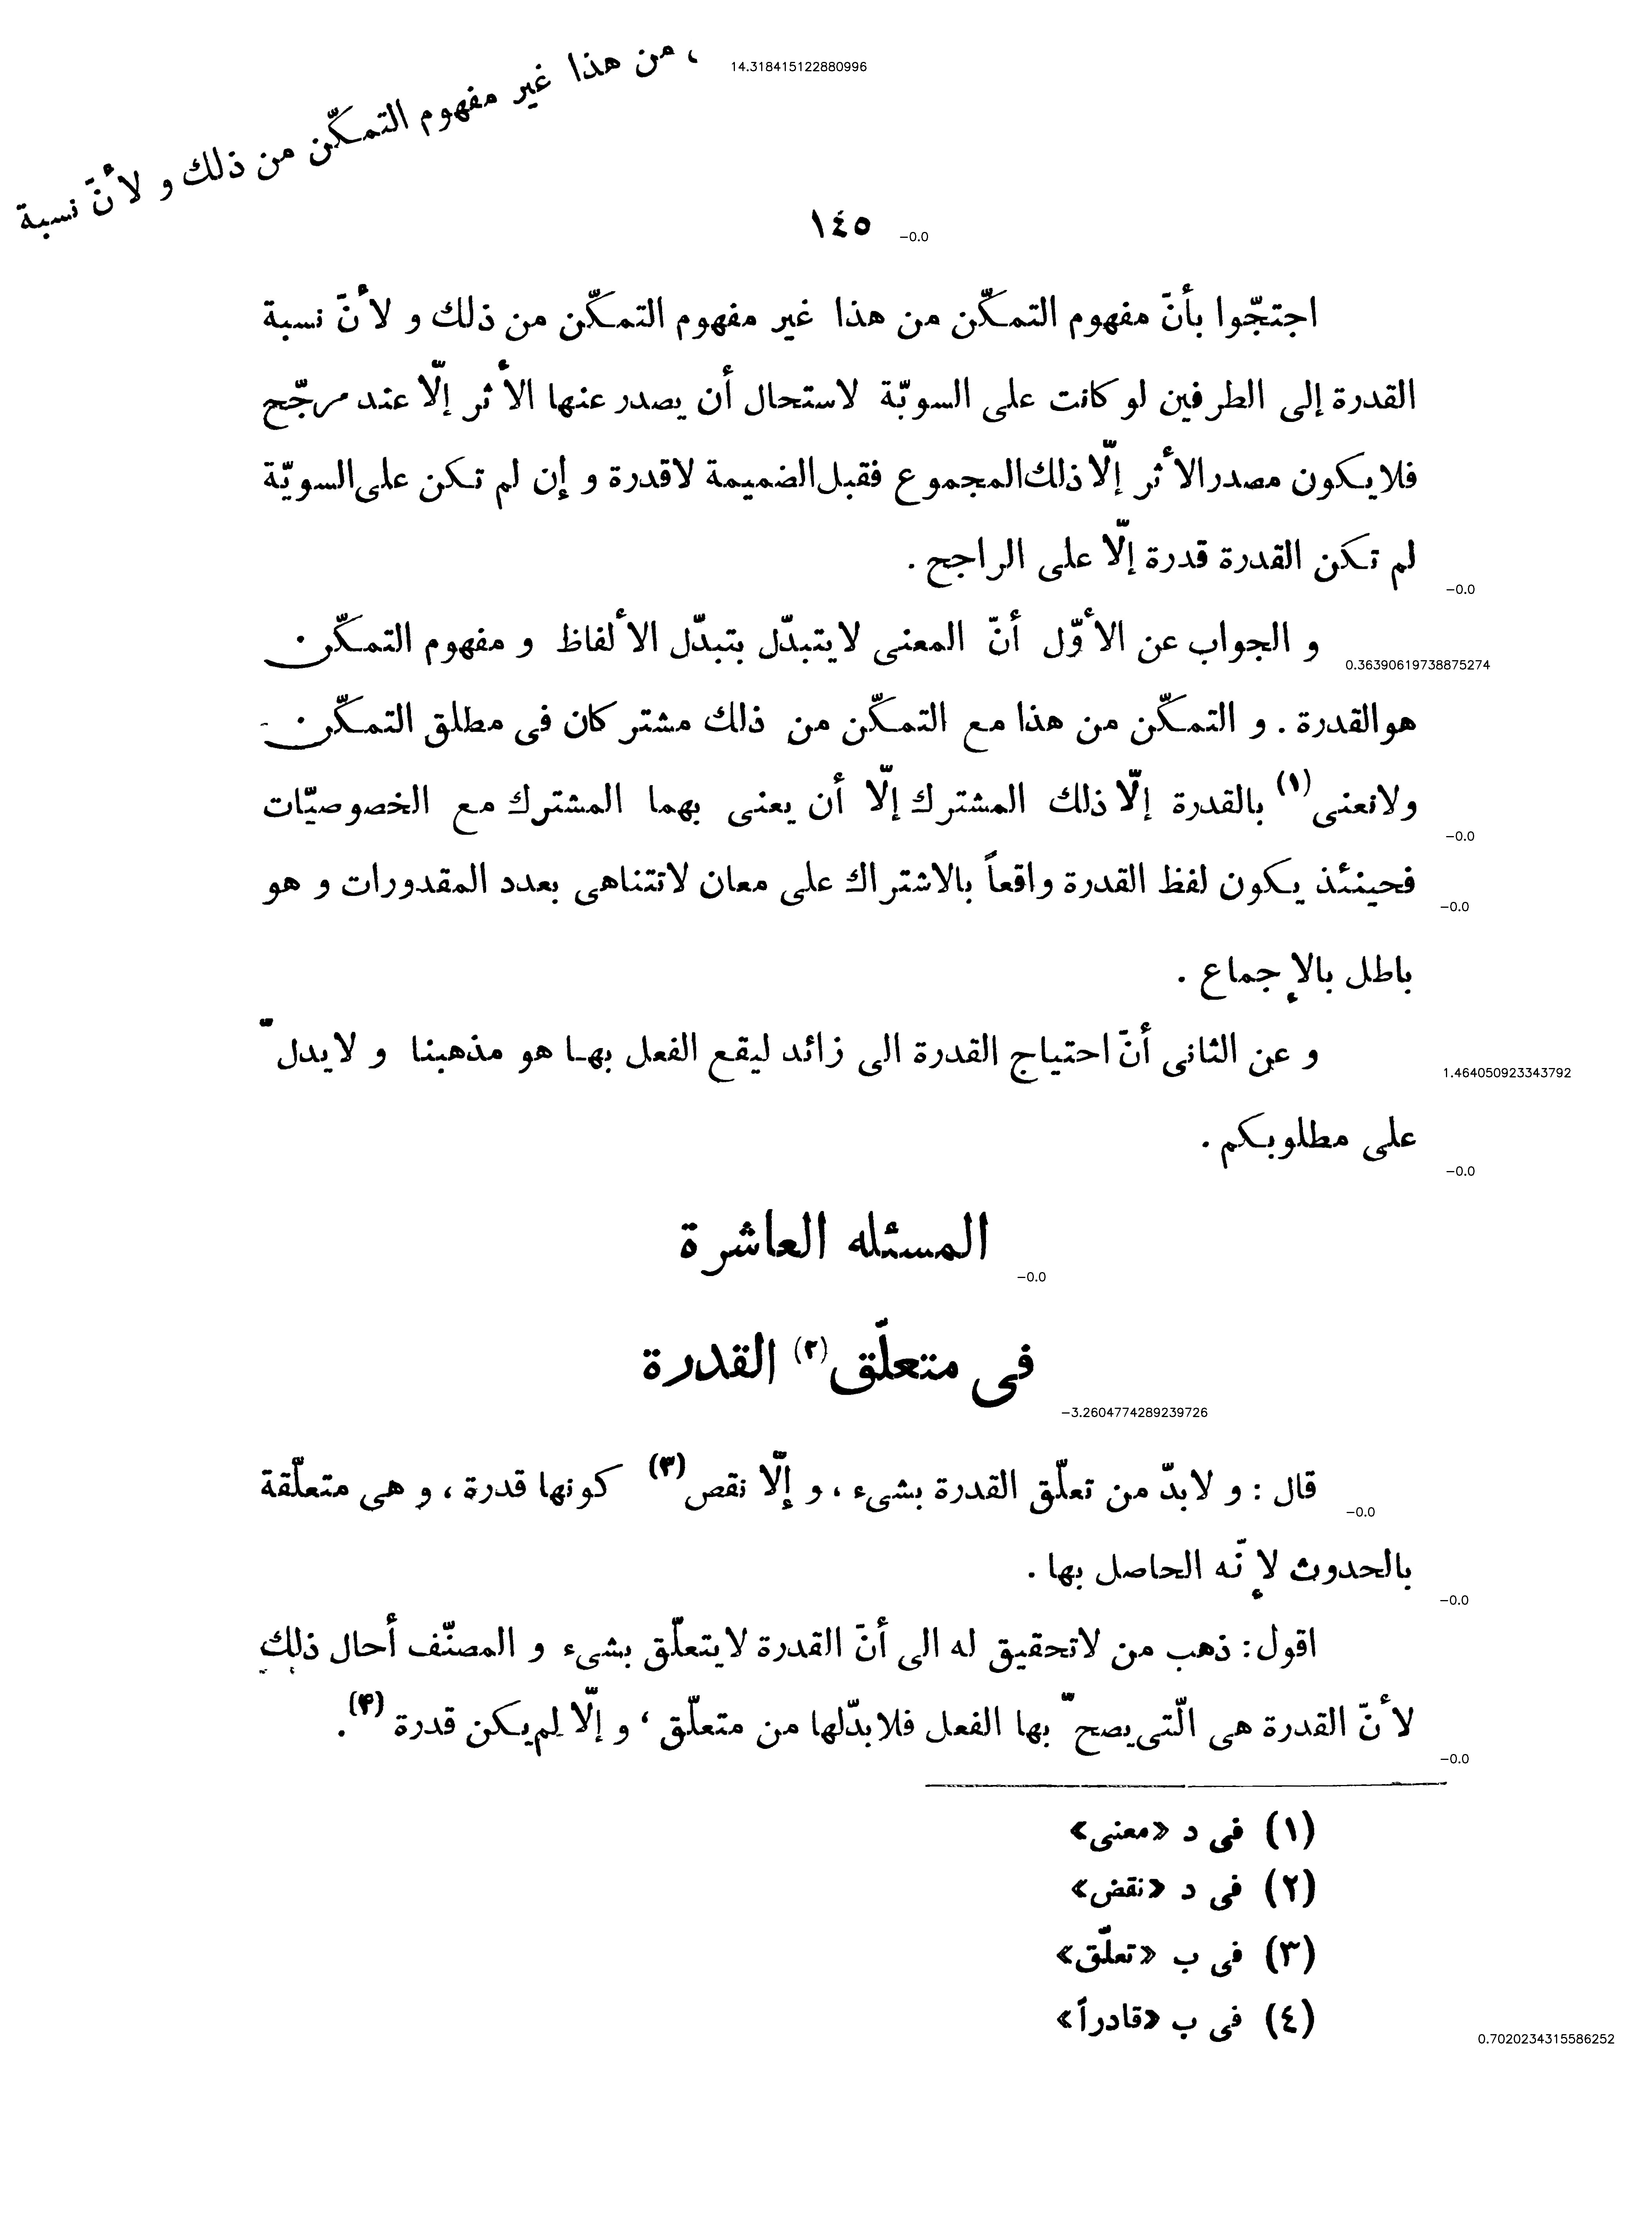 ، من هذا غير مفهوم التمكّن من ذلك و لأنّ نسبة
14.318415122880996
١٤٥
-0.0
اجتجّوا بأنّ مفهوم التمكّن من هذا غير مفهوم التمكّن من ذلك و لأنّ نسبة
القدرة إلى الطرفين لو كانت على السويّة لاستحال أن يصدر عنها الأثر إلّا عند مرجّح
فلايكون مصدر الأثر إلّا ذلك المجموع فقبل الضميمة لاقدرة و إن لم تكن على السويّة
لم تكن القدرة قدرة إلّا على الراجح .
-0.0
و الجواب عن الأوّل أنّ المعنى لايتبدّل بتبدّل الألفاظ و مفهوم التمكّن
0.36390619738875274
هو القدرة . و التمكّن من هذا مع التمكّن من ذلك مشتركان فى مطلق التمكّن
ولانعنى (١) بالقدرة إلّا ذلك المشترك إلّا أن يعنى بهما المشترك مع الخصوصيّات
-0.0
فحينئذ يكون لفظ القدرة واقعاً بالاشتراك على معان لاتتناهى بعدد المقدورات و هو
-0.0
باطل بالإجماع .
و عن الثانى أنّ احتياج القدرة الى زائد ليقع الفعل بها هو مذهبنا و لايدلّ
1.464050923343792
على مطلوبكم .
-0.0
المسئله العاشرة
-0.0
فى متعلّق (٢) القدرة
-3.2604774289239726
قال : و لابدّ من تعلّق القدرة بشىء ، و إلّا نقص (٣) كونها قدرة ، و هى متعلّقة
-0.0
بالحدوث لإنّه الحاصل بها .
-0.0
اقول : ذهب من لاتحقيق له الى أنّ القدرة لايتعلّق بشىء و المصنّف أحال ذلك
لأنّ القدرة هى الّتى يصحّ بها الفعل فلابدّلها من متعلّق ، و إلّا لم يكن قدرة (۴) .
-0.0
(١) فى د «معنى»
(٢) فى د «نقض»
(٣) فى ب «تعلّق»
(٤) فى ب «قادراً»
0.7020234315586252